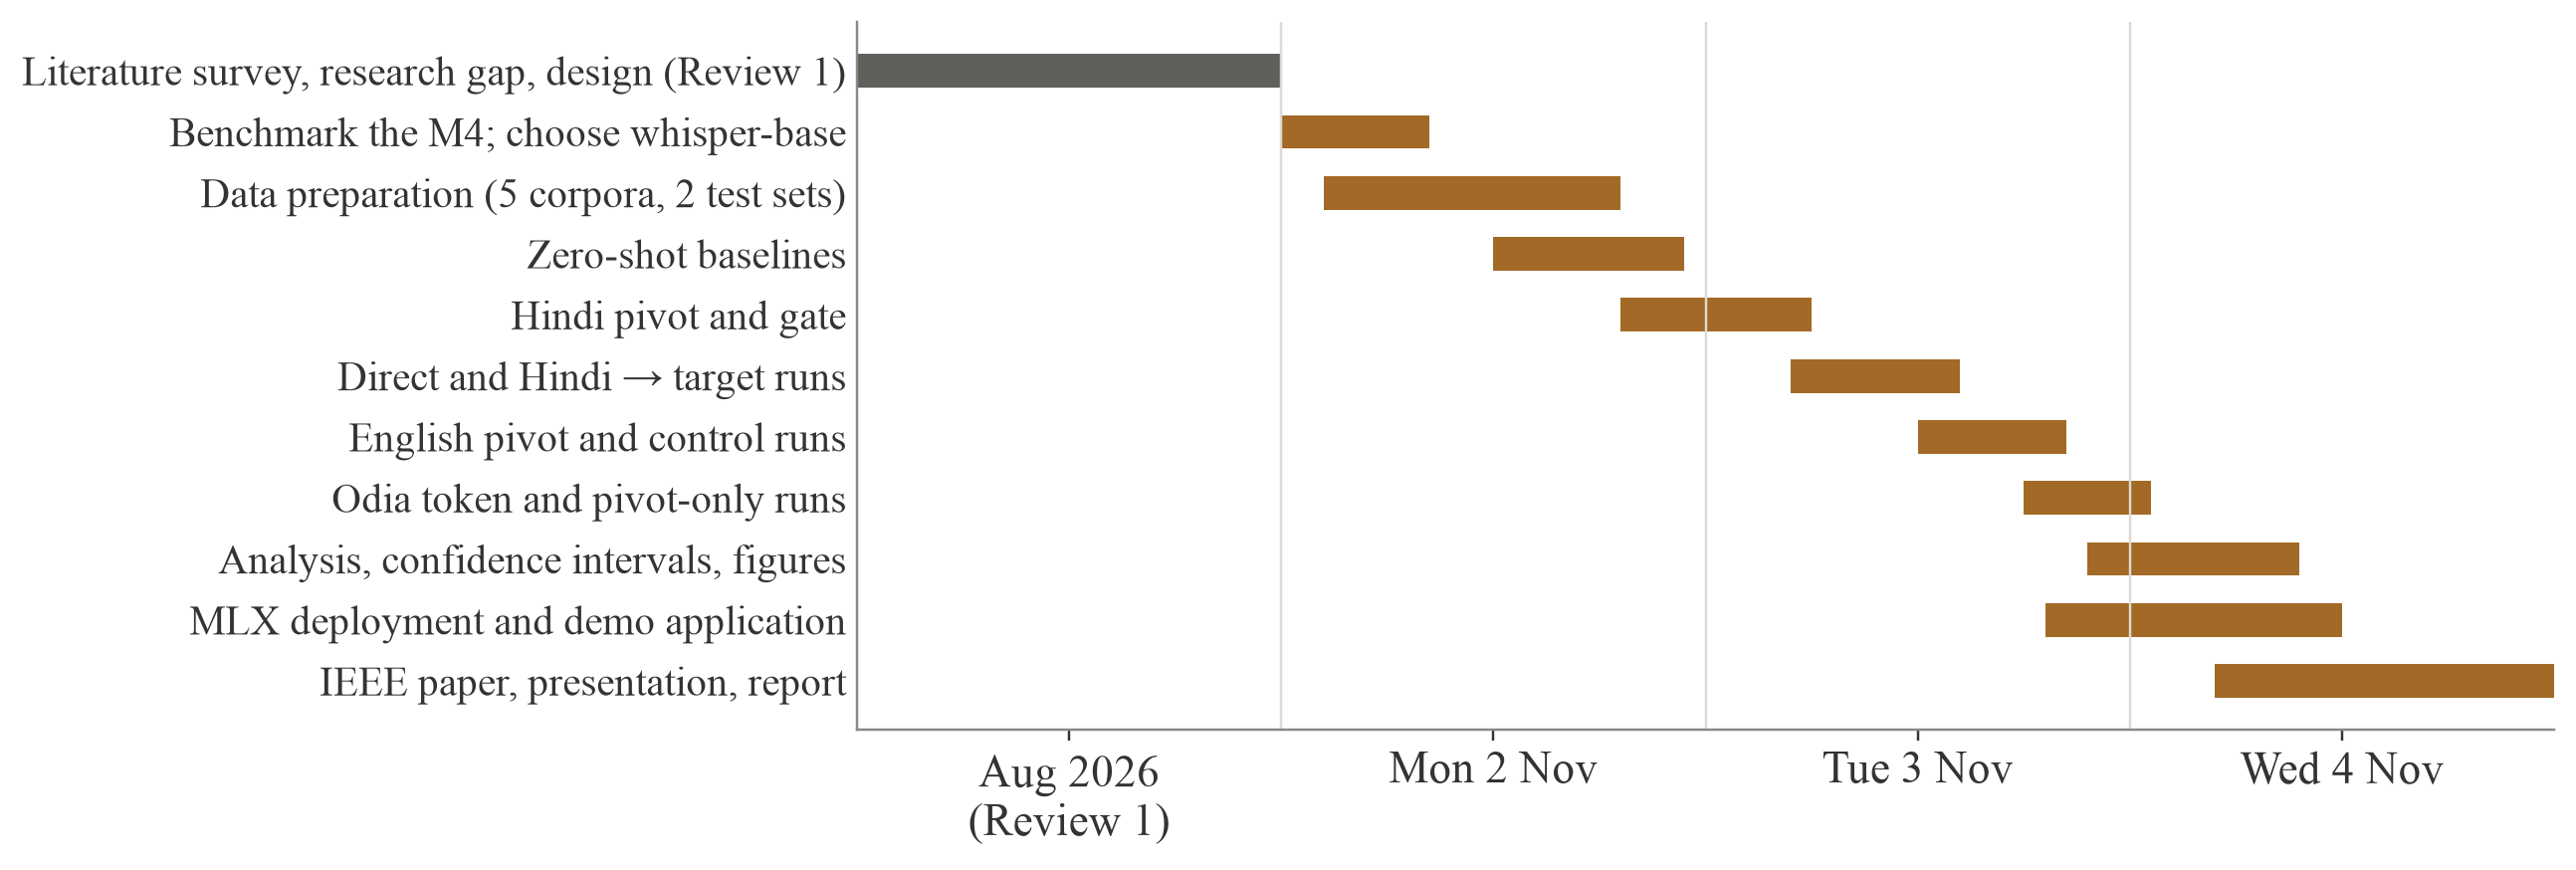 Literature survey, research gap, design (Review 1)
Benchmark the M4; choose whisper-base
Data preparation (5 corpora, 2 test sets)
Zero-shot baselines
Hindi pivot and gate
Direct and Hindi → target runs
English pivot and control runs
Odia token and pivot-only runs
Analysis, confidence intervals, figures
MLX deployment and demo application
IEEE paper, presentation, report
Aug 2026
(Review 1)
Mon 2 Nov
Tue 3 Nov
Wed 4 Nov